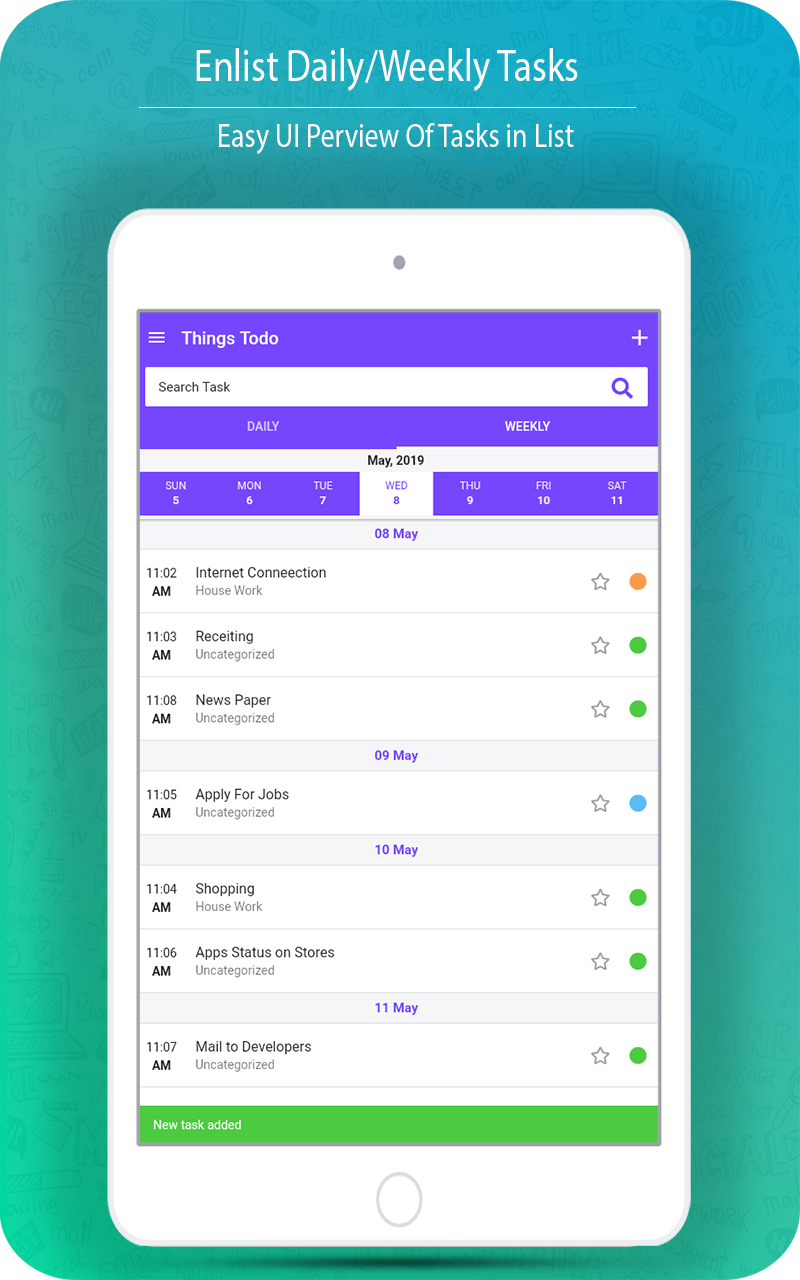 Enlist Daily/Weekly Tasks
Easy UI Perview Of Tasks in List
Things Todo
Search Task
DAILY WEEKLY
May, 2019
SUN MON TUE WED THU FRI SAT
5 6 7 8 9 10 11
08 May
11:02 Internet Conneection
AM House Work
11:03 Receiting
AM Uncategorized
11:08 News Paper
AM Uncategorized
09 May
11:05 Apply For Jobs
AM Uncategorized
10 May
11:04 Shopping
AM House Work
11:06 Apps Status on Stores
AM Uncategorized
11 May
11:07 Mail to Developers
AM Uncategorized
New task added